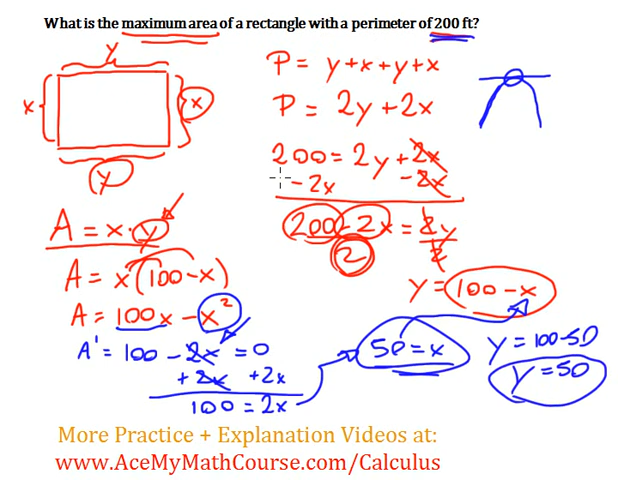 What is the maximum area of a rectangle with a perimeter of 200 ft?
y
x
x
y
P = y+x+y+x
P = 2y+2x
200 = 2y+2x
-2x -2x
200-2x = 2y
2 2
y = 100-x
A = x·y
A = x(100-x)
A = 100x - x²
A' = 100 - 2x = 0
+2x +2x
100 = 2x
50 = x
y = 100-50
y = 50
More Practice + Explanation Videos at:
www.AceMyMathCourse.com/Calculus